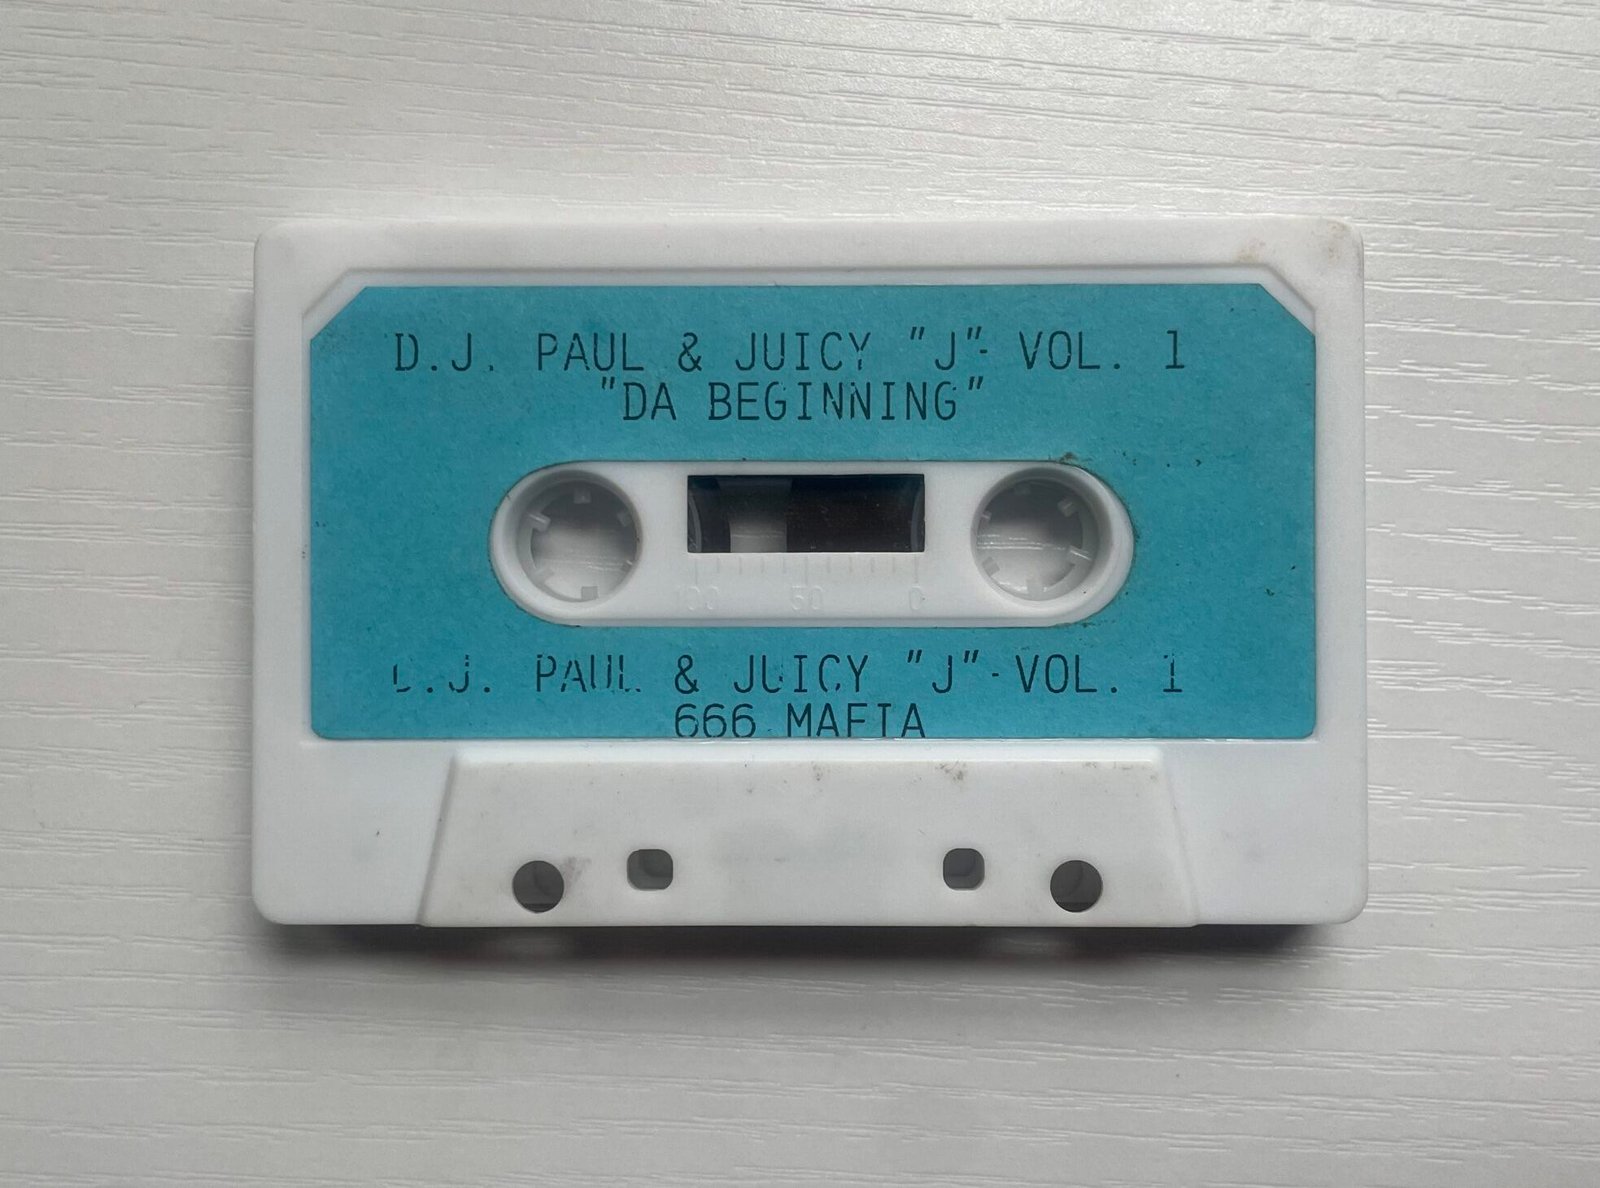 D.J. PAUL & JUICY "J"- VOL. 1
"DA BEGINNING"
100 50 0
D.J. PAUL & JUICY "J"-VOL. 1
666 MAFIA